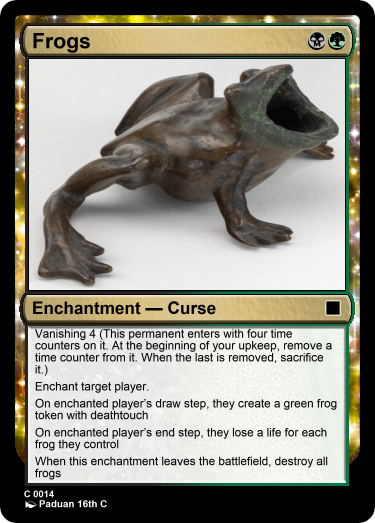 Frogs
Enchantment — Curse
Vanishing 4 (This permanent enters with four time
counters on it. At the beginning of your upkeep, remove a
time counter from it. When the last is removed, sacrifice
it.)
Enchant target player.
On enchanted player's draw step, they create a green frog
token with deathtouch
On enchanted player's end step, they lose a life for each
frog they control
When this enchantment leaves the battlefield, destroy all
frogs
C 0014
Paduan 16th C